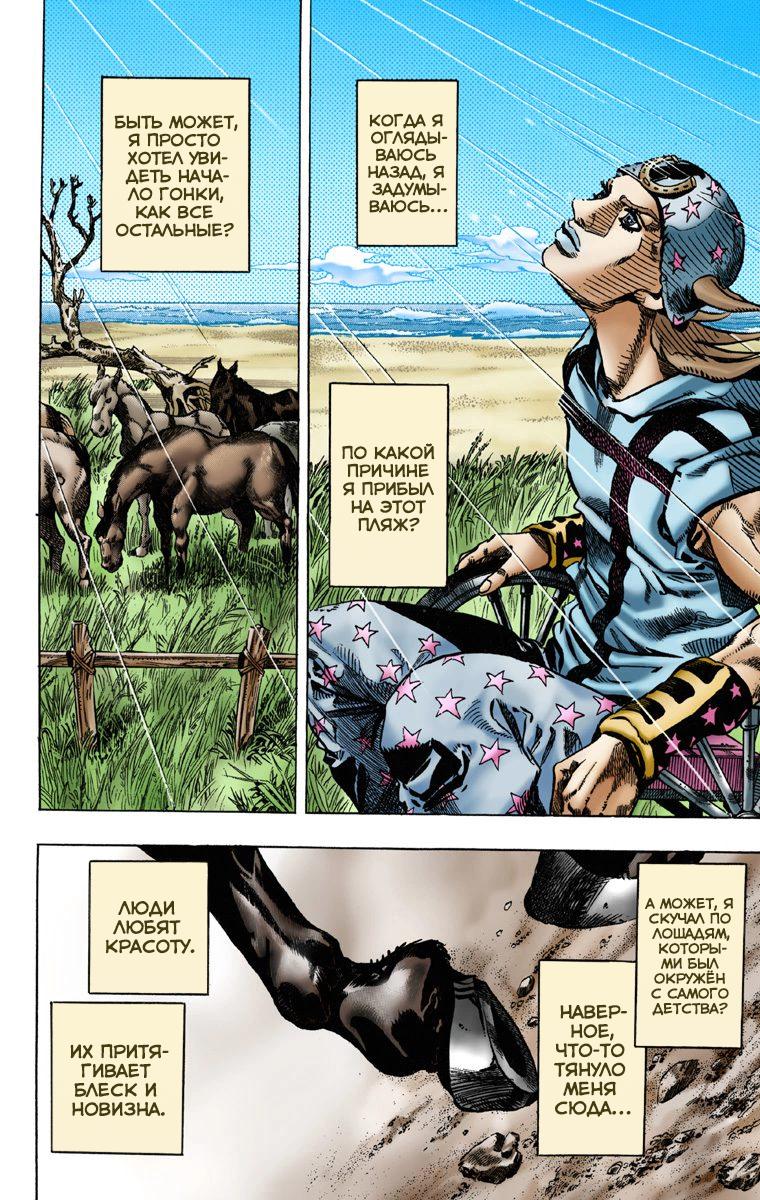 КОГДА Я
ОГЛЯДЫ-
ВАЮСЬ
НАЗАД, Я
ЗАДУМЫ-
ВАЮСЬ...
ПО КАКОЙ
ПРИЧИНЕ
Я ПРИБЫЛ
НА ЭТОТ
ПЛЯЖ?
БЫТЬ МОЖЕТ,
Я ПРОСТО
ХОТЕЛ УВИ-
ДЕТЬ НАЧА-
ЛО ГОНКИ,
КАК ВСЕ
ОСТАЛЬНЫЕ?
А МОЖЕТ, Я
СКУЧАЛ ПО
ЛОШАДЯМ,
КОТОРЫ-
МИ БЫЛ
ОКРУЖЁН
С САМОГО
ДЕТСТВА?
НАВЕР-
НОЕ,
ЧТО-ТО
ТЯНУЛО
МЕНЯ
СЮДА...
ЛЮДИ
ЛЮБЯТ
КРАСОТУ.
ИХ ПРИТЯ-
ГИВАЕТ
БЛЕСК И
НОВИЗНА.